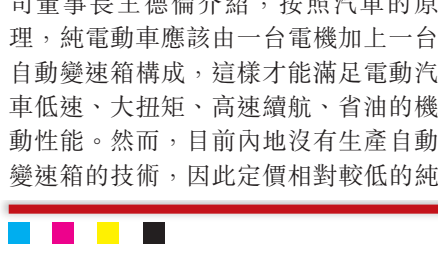 司董事長王德倫介紹，按照汽車的原
理，純電動車應該由一台電機加上一台
自動變速箱構成，這樣才能滿足電動汽
車低速、大扭矩、高速續航、省油的機
動性能。然而，目前內地沒有生產自動
變速箱的技術，因此定價相對較低的純